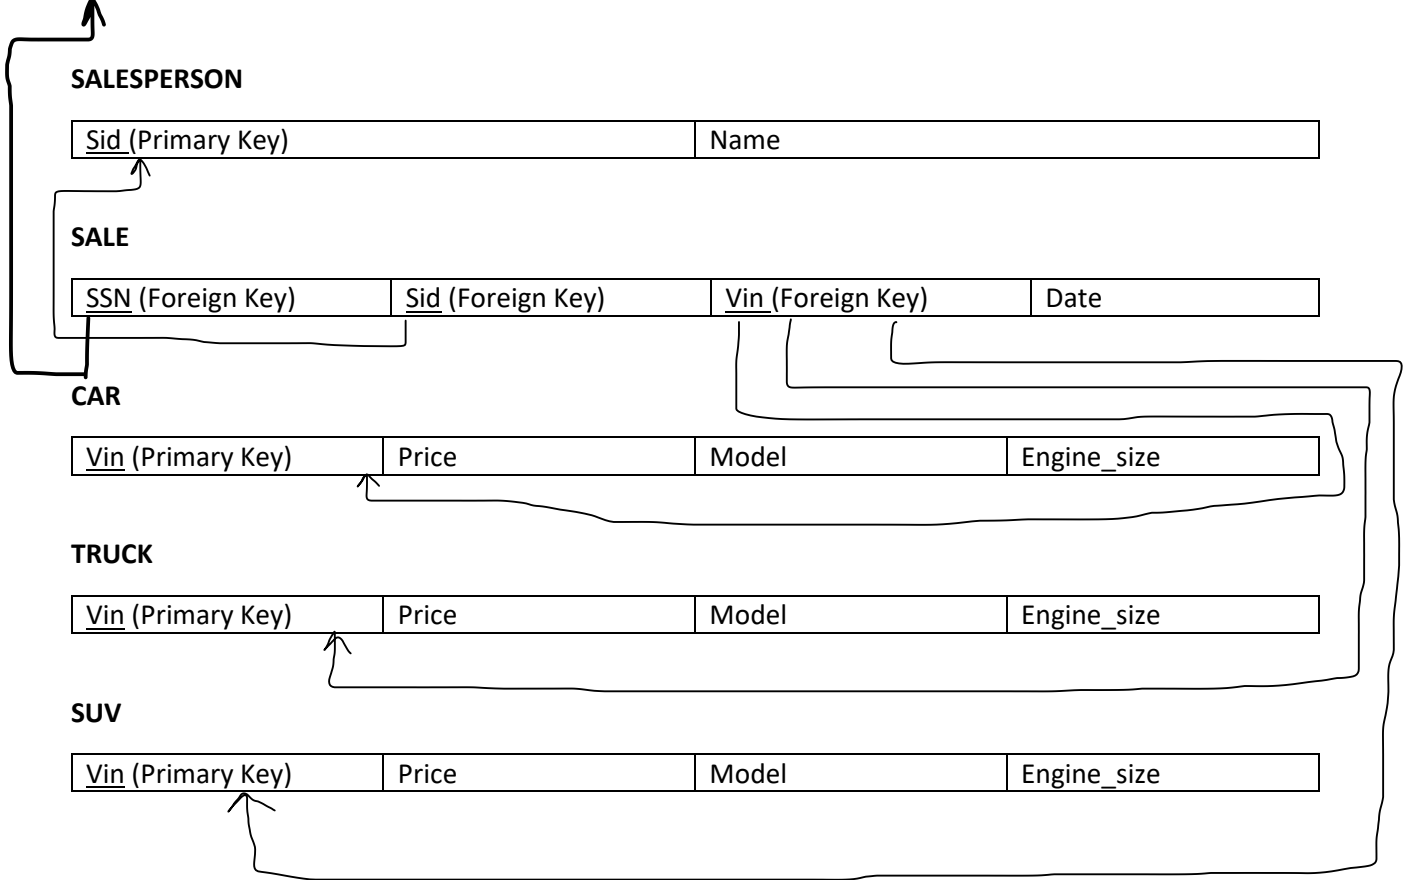 SALESPERSON
Sid (Primary Key) Name
SALE
SSN (Foreign Key) Sid (Foreign Key) Vin (Foreign Key) Date
CAR
Vin (Primary Key) Price Model Engine_size
TRUCK
Vin (Primary Key) Price Model Engine_size
SUV
Vin (Primary Key) Price Model Engine_size